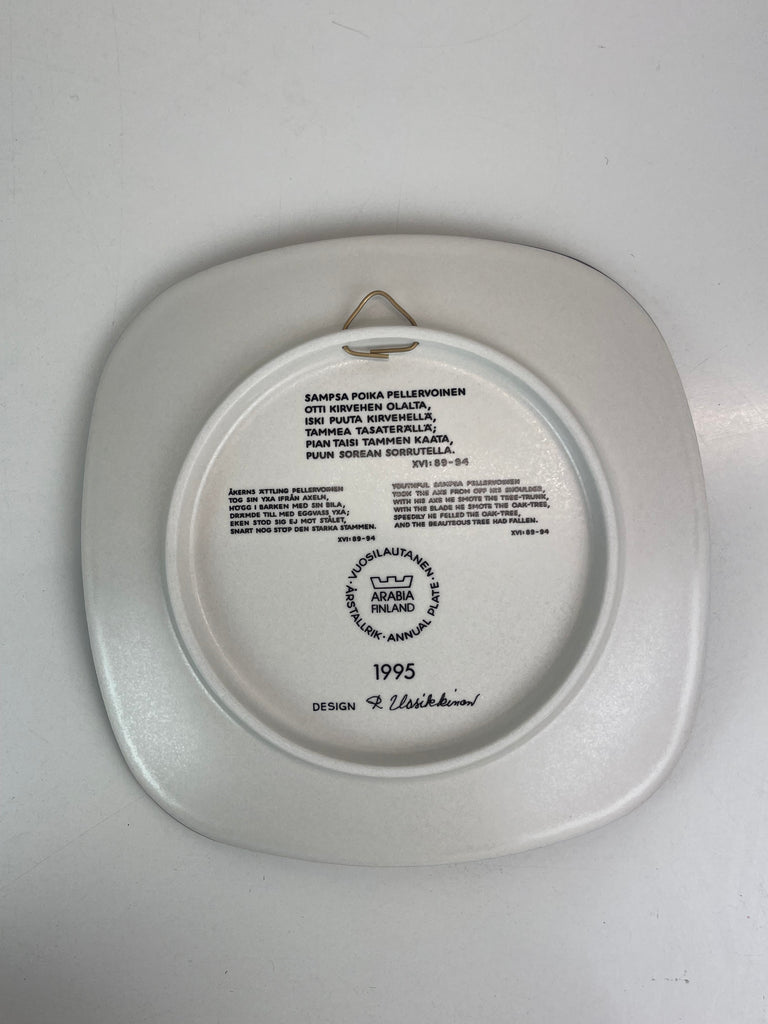 SAMPSA POIKA PELLERVOINEN
OTTI KIRVEHEN OLALTA,
ISKI PUUTA KIRVEHELLÄ,
TAMMEA TASATERÄLLÄ;
PIAN TAISI TAMMEN KAATA,
PUUN SOREAN SORRUTELLA.
XVI: 89-94
ÅKERNS ÄTTLING PELLERVOINEN
TOG SIN YXA IFRÅN AXELN,
HÖGG I BARKEN MED SIN BILA,
DRÄMDE TILL MED EGGVASS YXA;
EKEN STOD SIG EJ MOT STÅLET,
SNART NOG STÖP DEN STARKA STAMMEN.
XVI: 89-94
YOUTHFUL SAMPSA PELLERVOINEN
TOOK THE AXE FROM OFF HIS SHOULDER,
WITH HIS AXE HE SMOTE THE TREE-TRUNK,
WITH THE BLADE HE SMOTE THE OAK-TREE,
SPEEDILY HE FELLED THE OAK-TREE,
AND THE BEAUTEOUS TREE HAD FALLEN.
XVI: 89-94
VUOSILAUTANEN · ANNUAL PLATE · ÅRSTALLRIK ·
ARABIA
FINLAND
1995
DESIGN R Uosikkinen